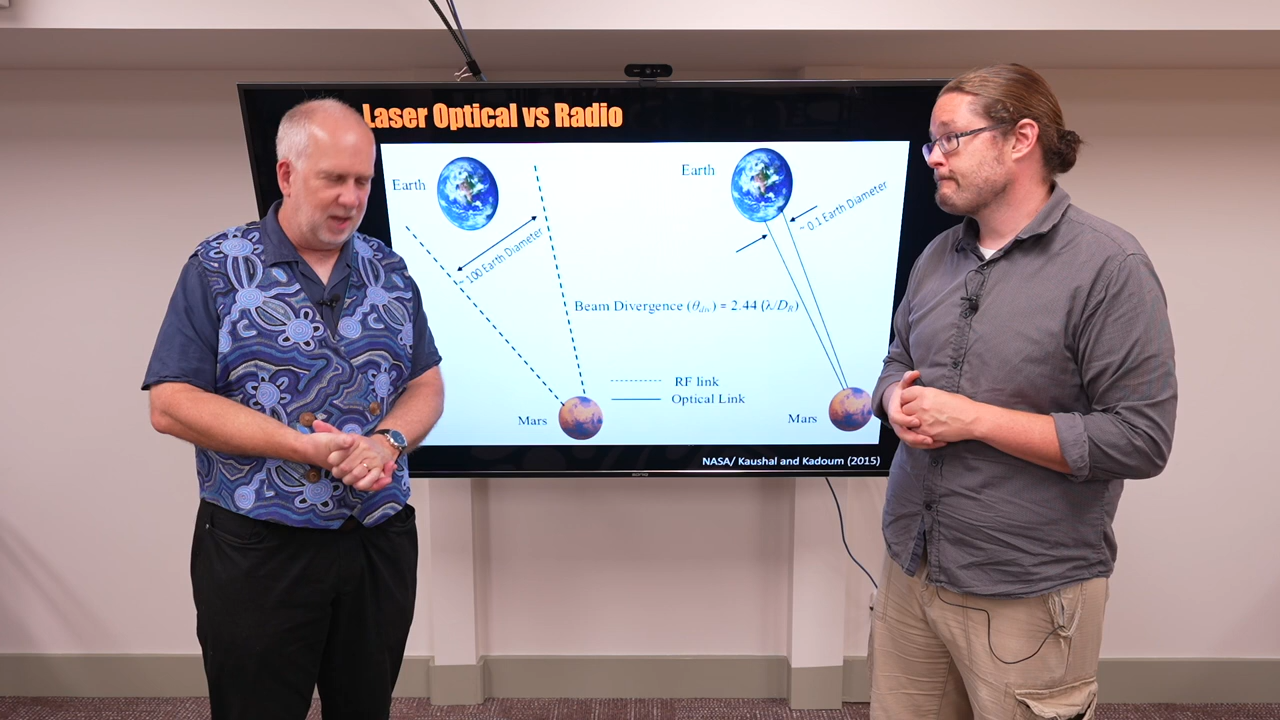 Laser Optical vs Radio
Earth
~ 100 Earth Diameter
Earth
~ 0.1 Earth Diameter
Beam Divergence (θdiv) = 2.44 (λ/DR)
RF link
Optical Link
Mars
Mars
NASA/ Kaushal and Kadoum (2015)